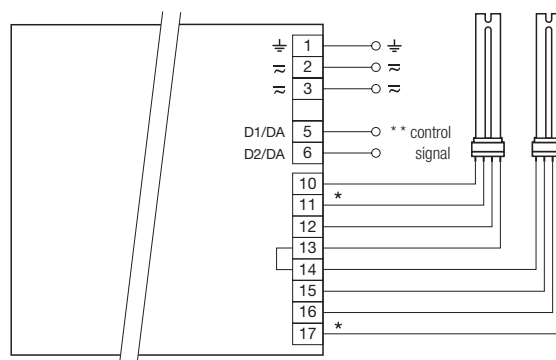 ⏚ 1 ⏚
≂ 2 ≂
≂ 3 ≂
D1/DA 5 ** control
D2/DA 6 signal
10
11 *
12
13
14
15
16
17 *